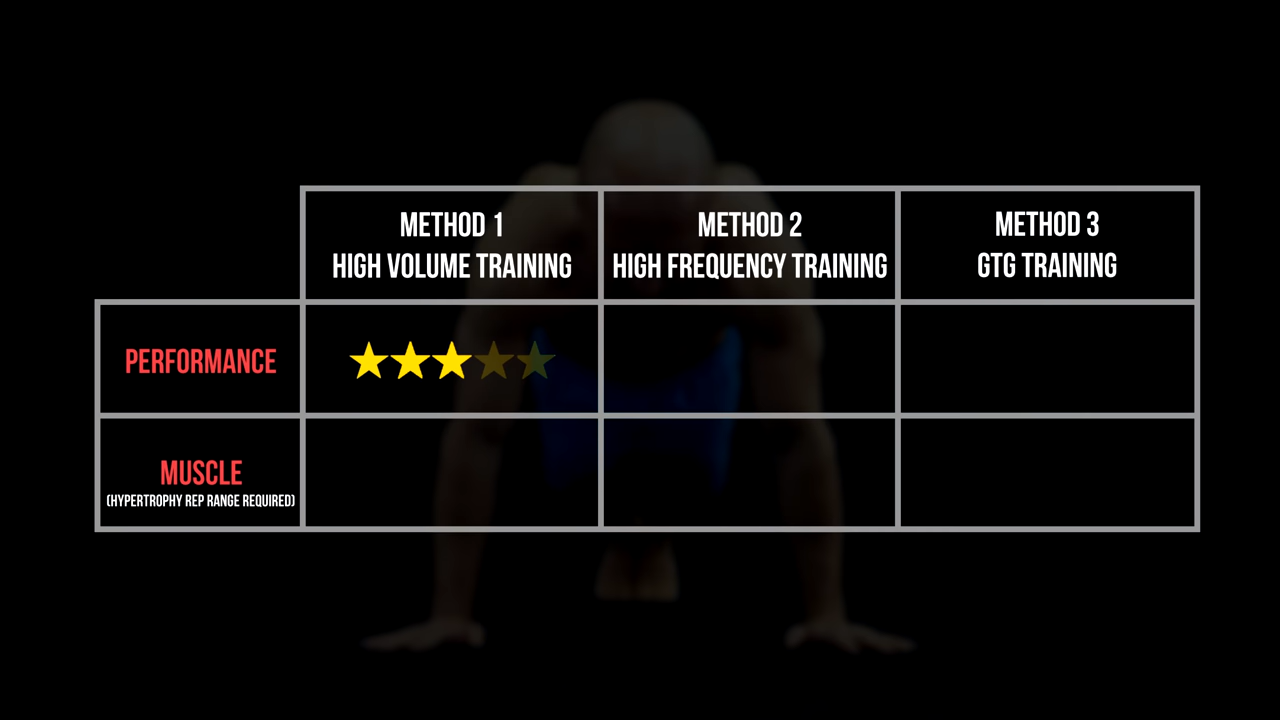 METHOD 1
HIGH VOLUME TRAINING
METHOD 2
HIGH FREQUENCY TRAINING
METHOD 3
GTG TRAINING
PERFORMANCE
MUSCLE
(HYPERTROPHY REP RANGE REQUIRED)